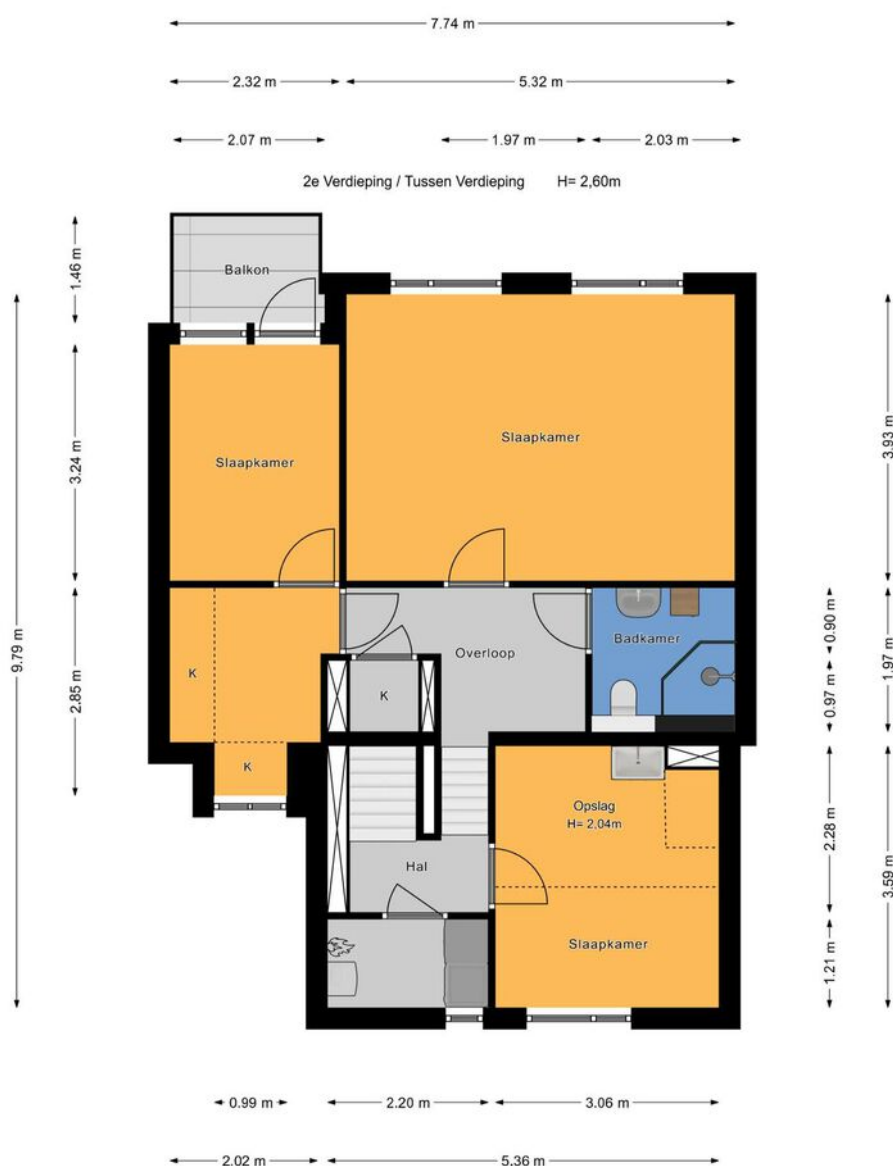 7.74 m
2.32 m
5.32 m
2.07 m
1.97 m
2.03 m
2e Verdieping / Tussen Verdieping H= 2,60m
1.46 m
Balkon
3.24 m
Slaapkamer
Slaapkamer
3.93 m
9.79 m
2.85 m
K
K
K
Overloop
Badkamer
0.90 m
0.97 m
1.97 m
Opslag
H= 2,04m
Hal
Slaapkamer
2.28 m
1.21 m
3.59 m
0.99 m
2.20 m
3.06 m
2.02 m
5.36 m